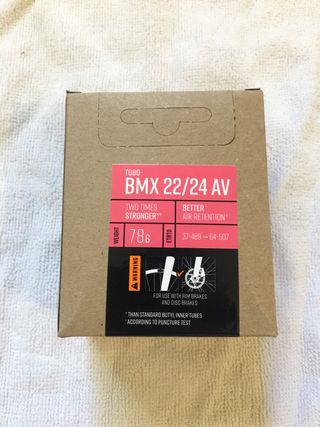 TUBO-
BMX 22/24 AV
TWO TIMES
STRONGER**
BETTER
AIR RETENTION*
WEIGHT
78G
ETRTO
37-489 → 64-507
WARNING
FOR USE WITH RIM BRAKES
AND DISC BRAKES
* THAN STANDARD BUTYL INNER TUBES
* ACCORDING TO PUNCTURE TEST